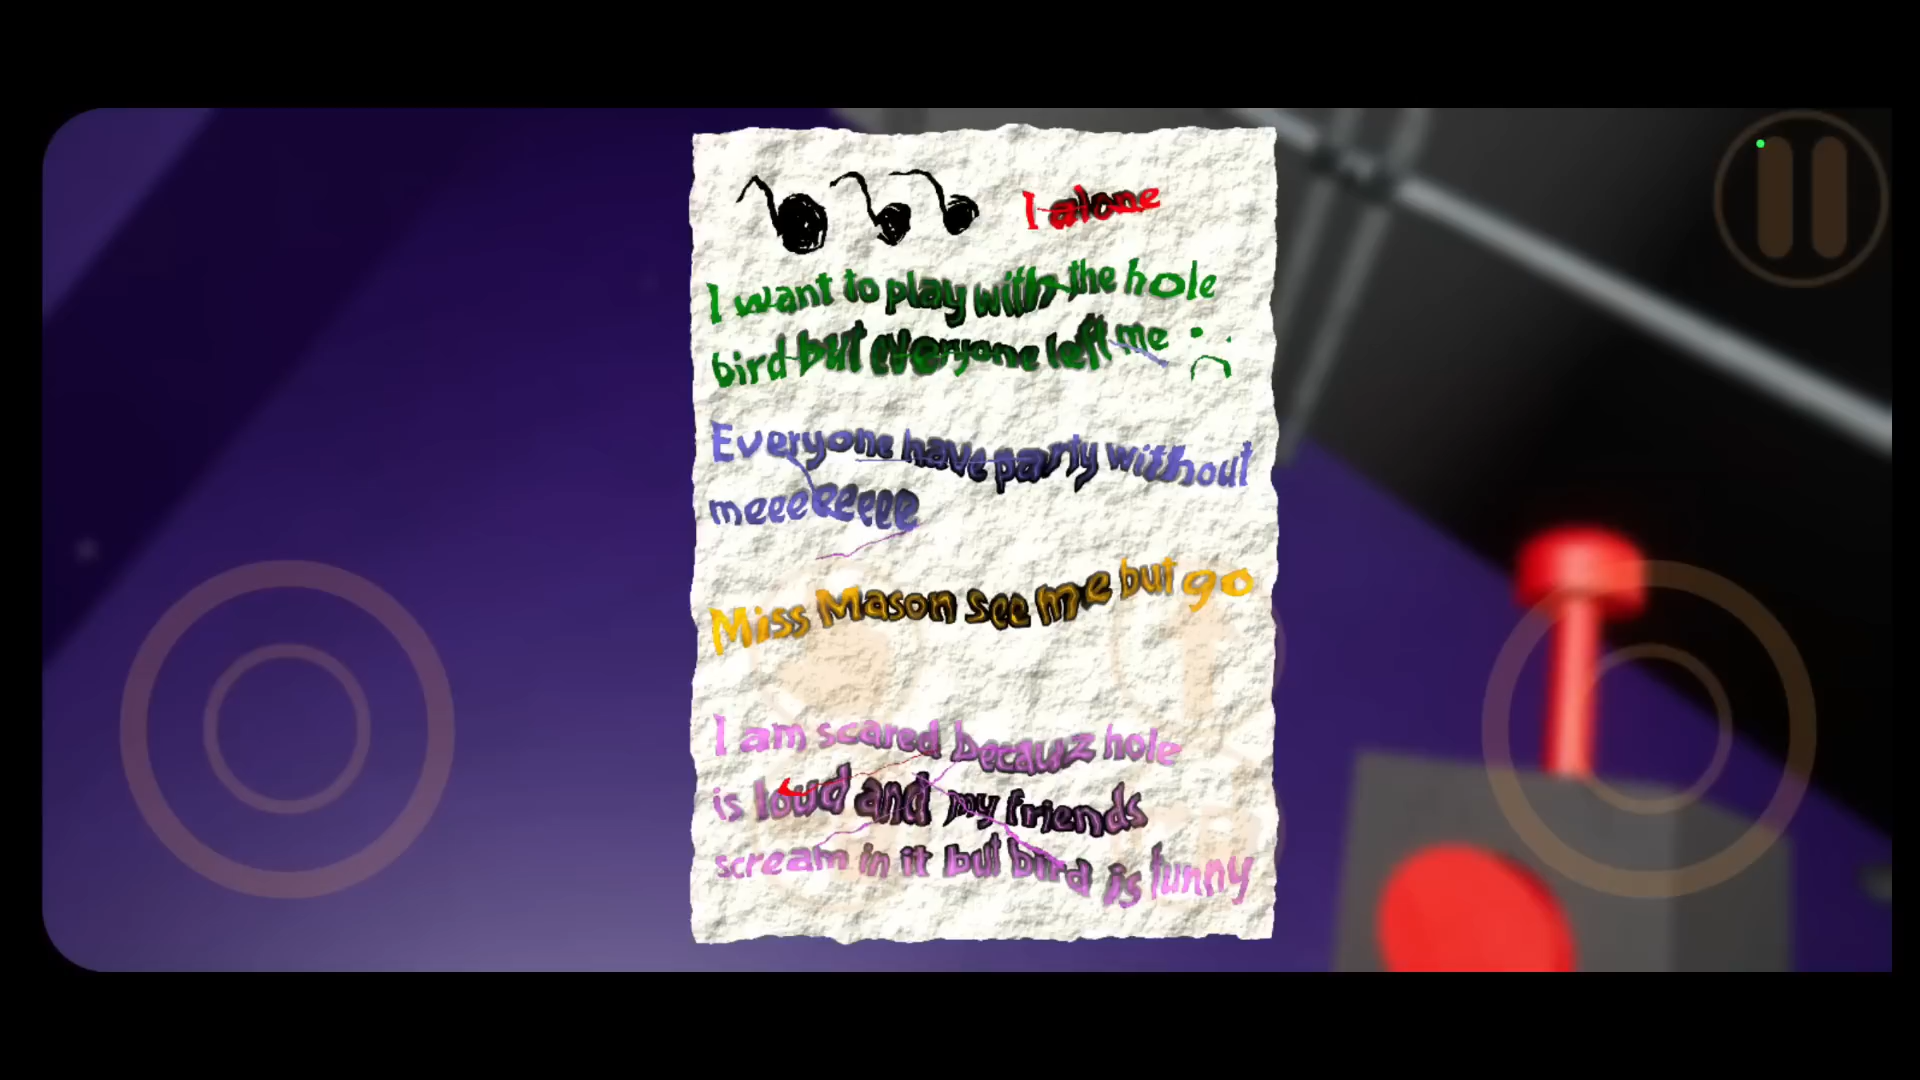 I alone
I want to play with the hole
bird but everyone left me :(
Everyone have party without
meeeeeeee
Miss Mason see me but go
I am scared becauz hole
is loud and my friends
scream in it but bird is funny